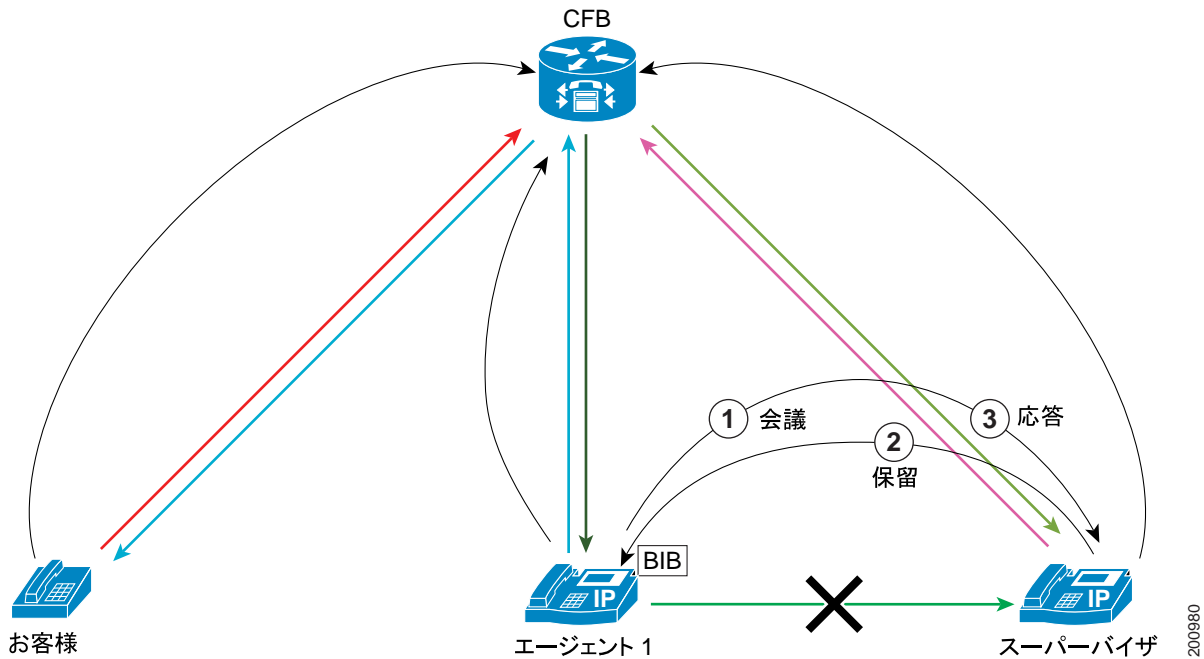 CFB
1 会議
3 応答
2
保留
BIB
IP
IP
お客様
エージェント 1
スーパーバイザ
200980